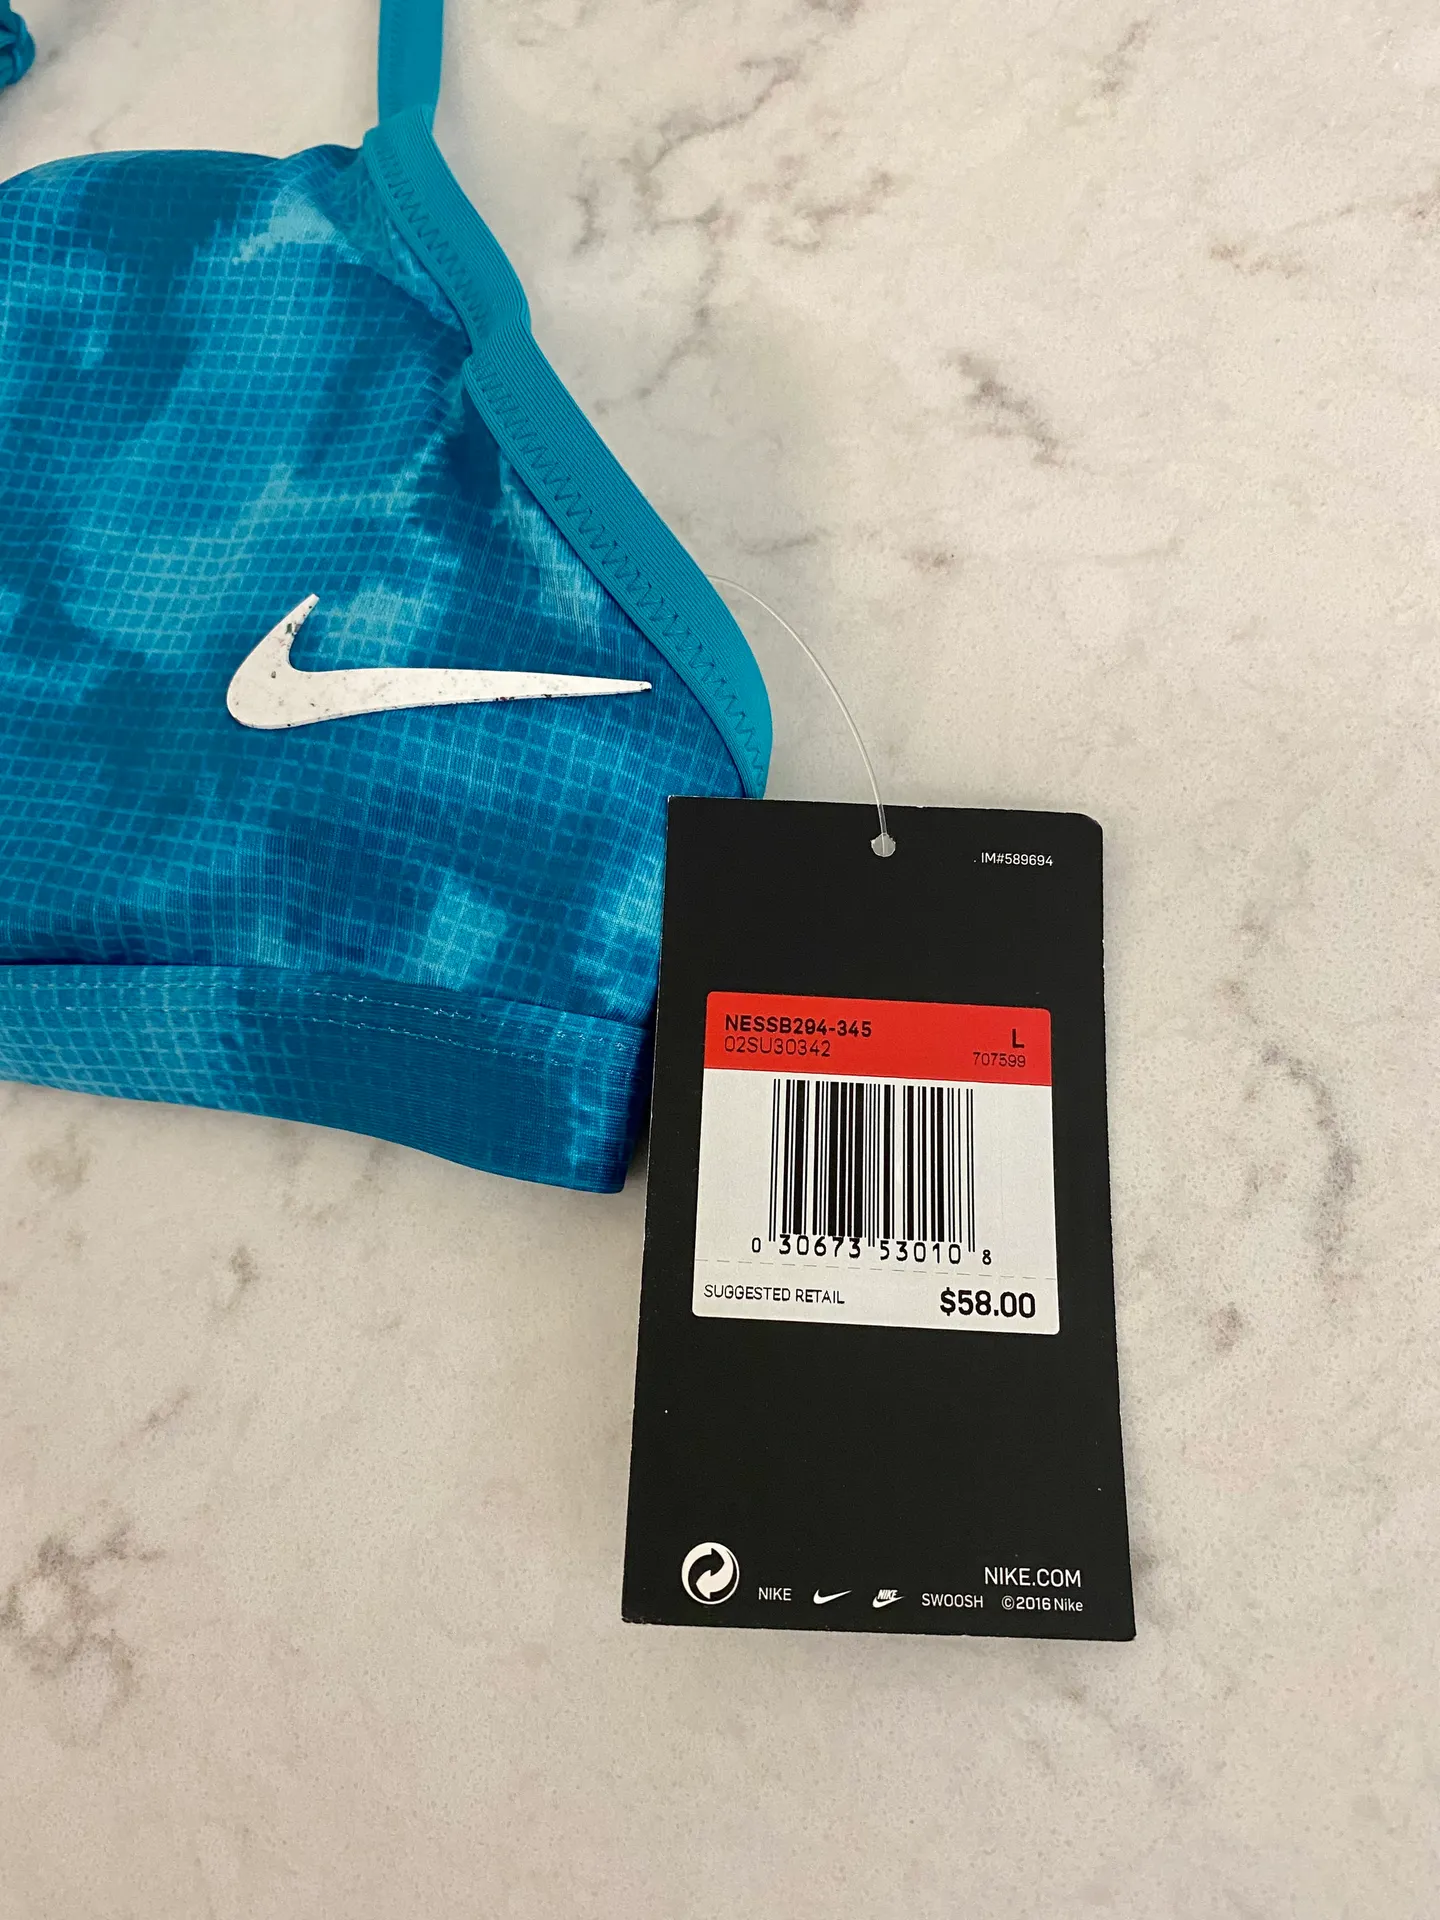 IM#589694
NESSB294-345
02SU30342
L
707599
0 30673 53010 8
SUGGESTED RETAIL $58.00
NIKE.COM
NIKE NIKE SWOOSH ©2016 Nike